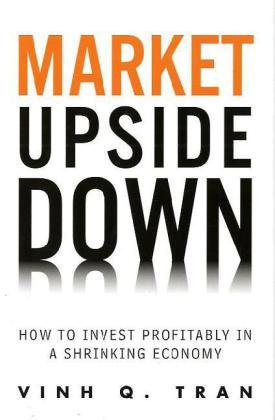 MARKET
UPSIDE
DOWN
HOW TO INVEST PROFITABLY IN
A SHRINKING ECONOMY
VINH Q. TRAN